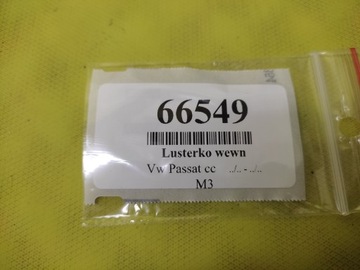 66549
Lusterko wewn
Vw Passat cc ../.. - ../..
M3